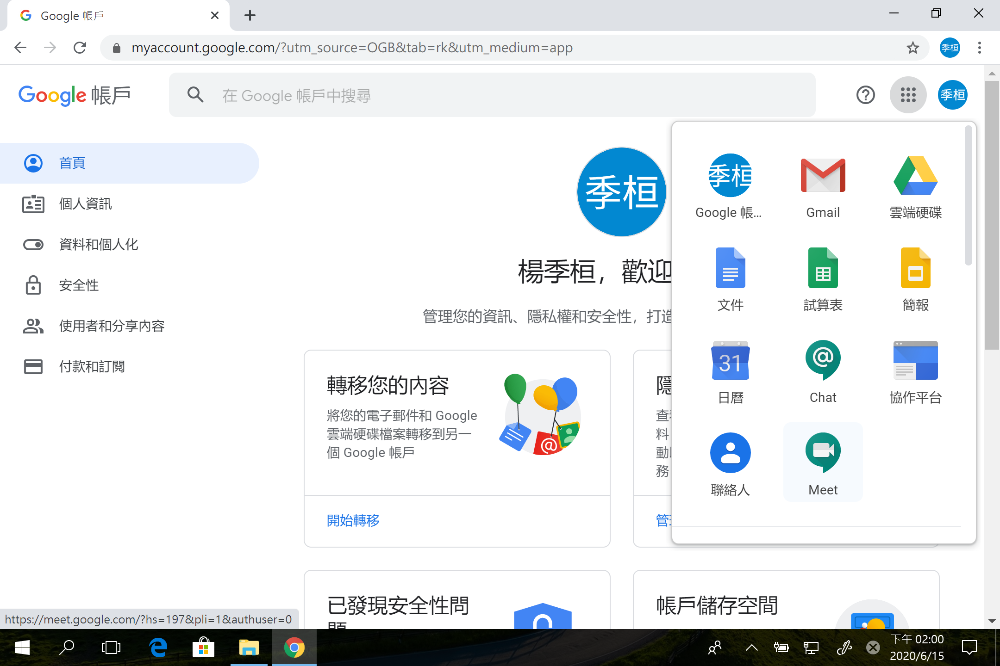 Google 帳戶
myaccount.google.com/?utm_source=OGB&tab=rk&utm_medium=app
季桓
Google 帳戶
在 Google 帳戶中搜尋
季桓
首頁
個人資訊
資料和個人化
安全性
使用者和分享內容
付款和訂閱
季桓
楊季桓，歡迎
管理您的資訊、隱私權和安全性，打造
轉移您的內容
將您的電子郵件和 Google
雲端硬碟檔案轉移到另一
個 Google 帳戶
開始轉移
隱
查看
料
動
務
管理
季桓
Google 帳...
Gmail
雲端硬碟
文件
試算表
簡報
31
日曆
Chat
協作平台
聯絡人
Meet
已發現安全性問
題
帳戶儲存空間
https://meet.google.com/?hs=197&pli=1&authuser=0
下午 02:00
2020/6/15